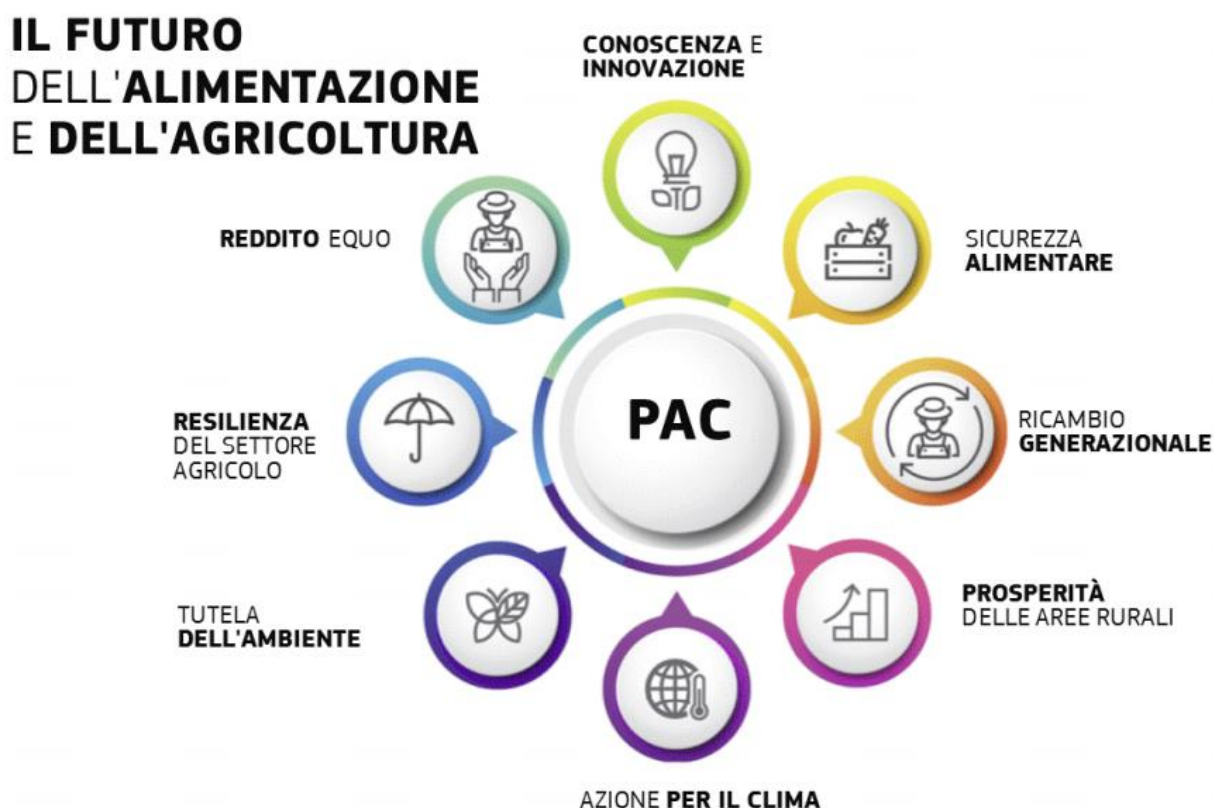 IL FUTURO
DELL'ALIMENTAZIONE
E DELL'AGRICOLTURA
CONOSCENZA E
INNOVAZIONE
REDDITO EQUO
SICUREZZA
ALIMENTARE
RESILIENZA
DEL SETTORE
AGRICOLO
PAC
RICAMBIO
GENERAZIONALE
TUTELA
DELL'AMBIENTE
PROSPERITÀ
DELLE AREE RURALI
AZIONE PER IL CLIMA